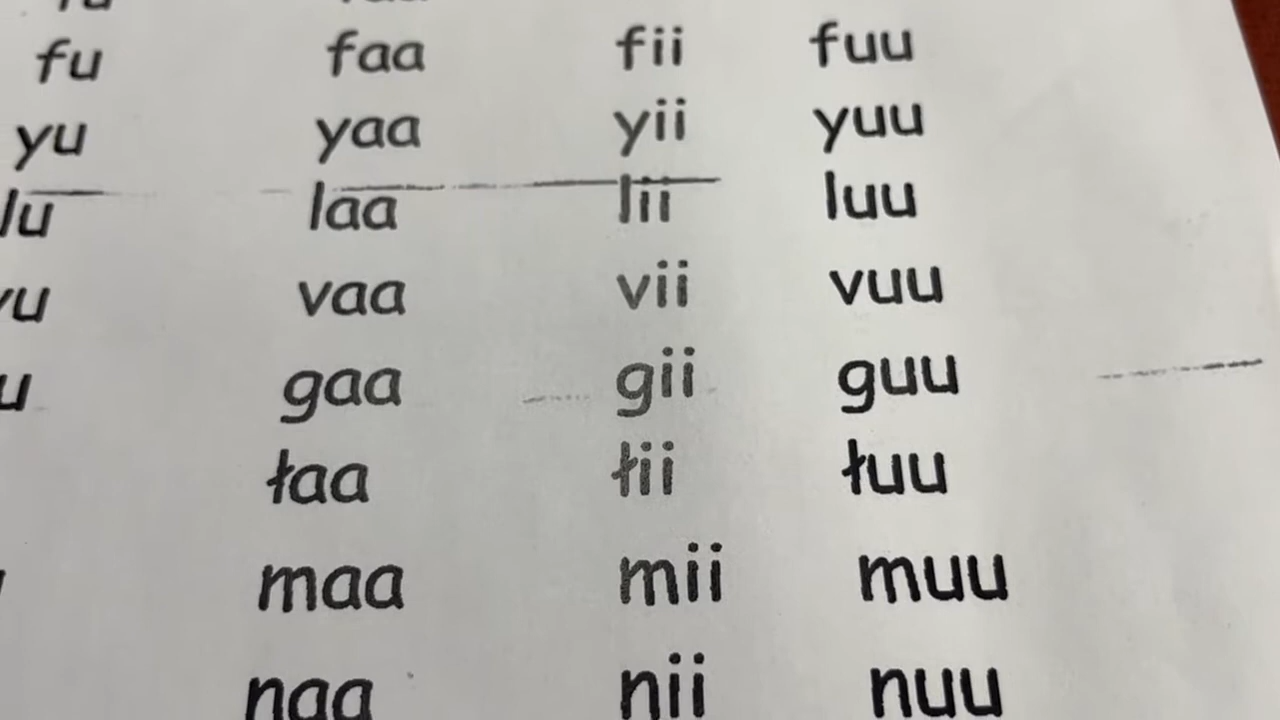 fu faa fii fuu
yu yaa yii yuu
lu laa lii luu
vaa vii vuu
gaa gii guu
łaa łii łuu
maa mii muu
naa nii nuu